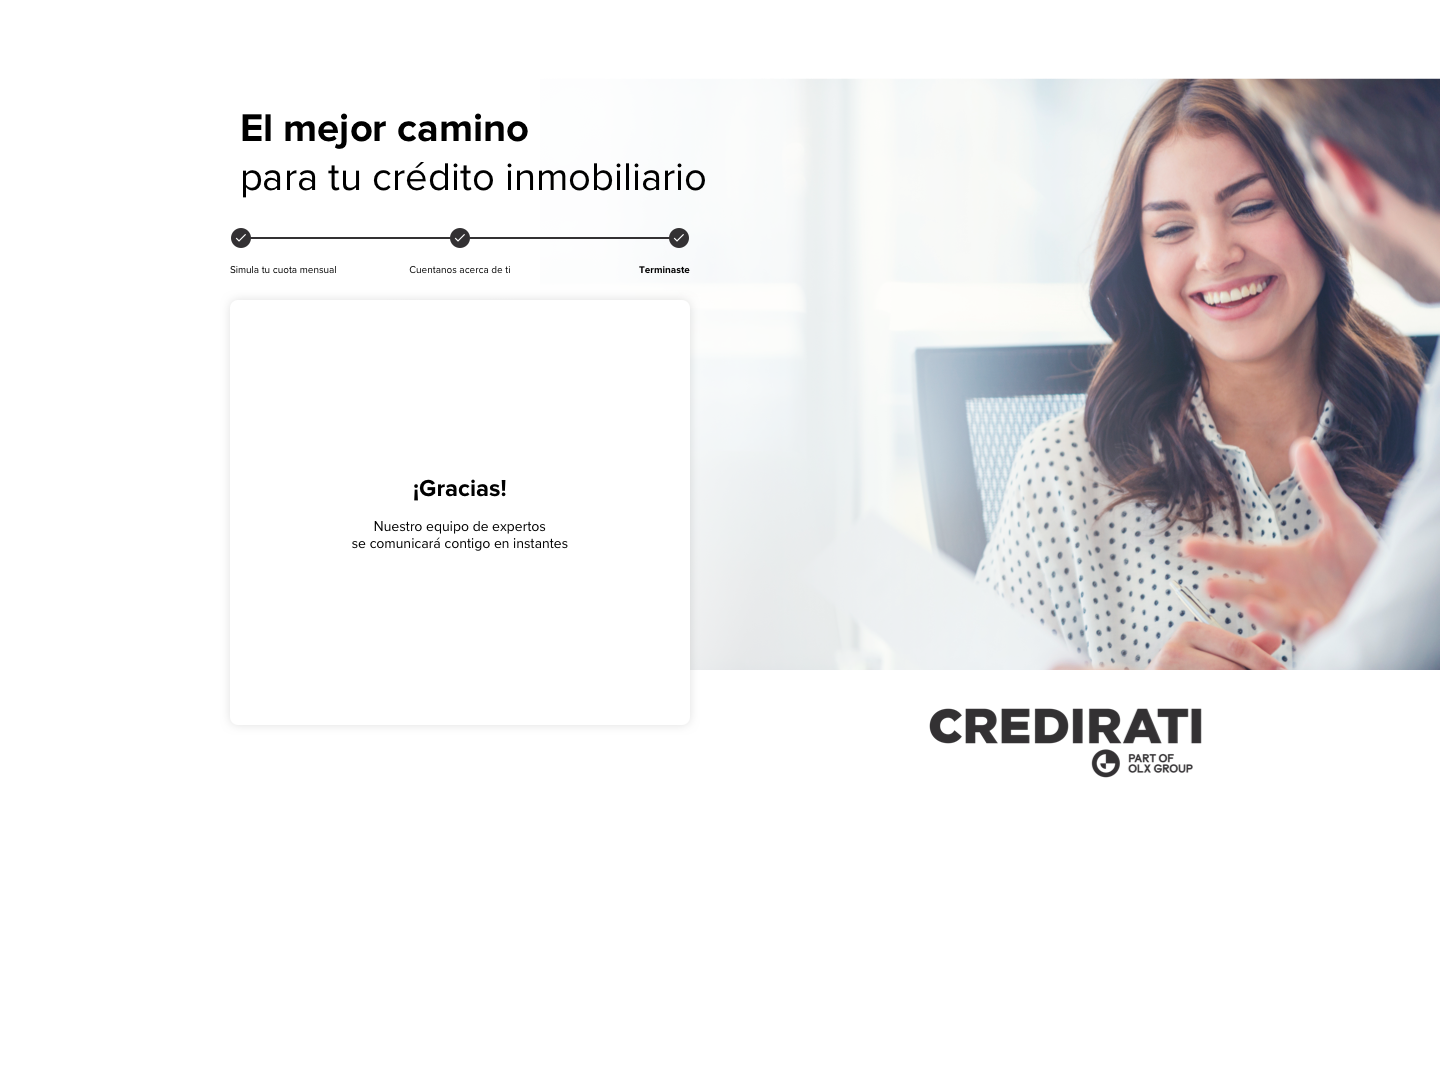 El mejor camino
para tu crédito inmobiliario
Simula tu cuota mensual
Cuentanos acerca de ti
Terminaste
¡Gracias!
Nuestro equipo de expertos
se comunicará contigo en instantes
CREDIRATI
PART OF
OLX GROUP